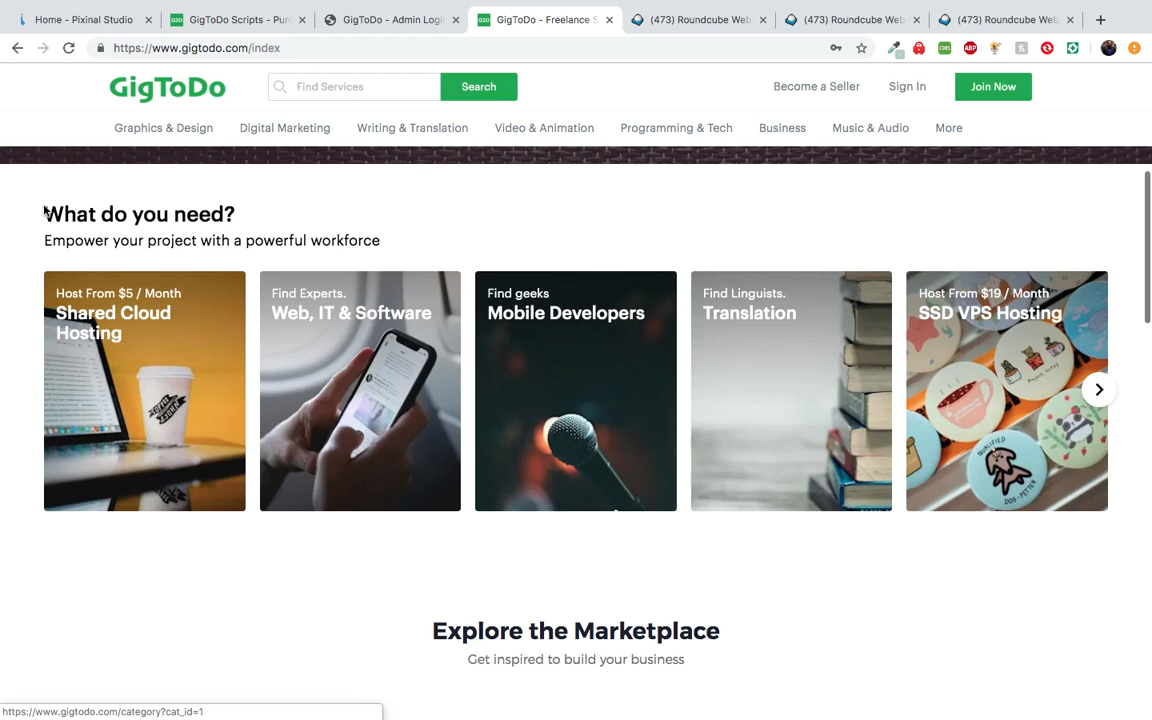 Home - Pixinal Studio
GigToDo Scripts - Pur
GigToDo - Admin Logi
GigToDo - Freelance S
(473) Roundcube Web
(473) Roundcube Web
(473) Roundcube Web
https://www.gigtodo.com/index
CORS
ABP
GigToDo
Find Services
Search
Become a Seller
Sign In
Join Now
Graphics & Design
Digital Marketing
Writing & Translation
Video & Animation
Programming & Tech
Business
Music & Audio
More
What do you need?
Empower your project with a powerful workforce
Host From $5 / Month
Shared Cloud
Hosting
Find Experts.
Web, IT & Software
Find geeks
Mobile Developers
Find Linguists.
Translation
Host From $19 / Month
SSD VPS Hosting
QUALIFIED
DOG-PETTER
Explore the Marketplace
Get inspired to build your business
https://www.gigtodo.com/category?cat_id=1